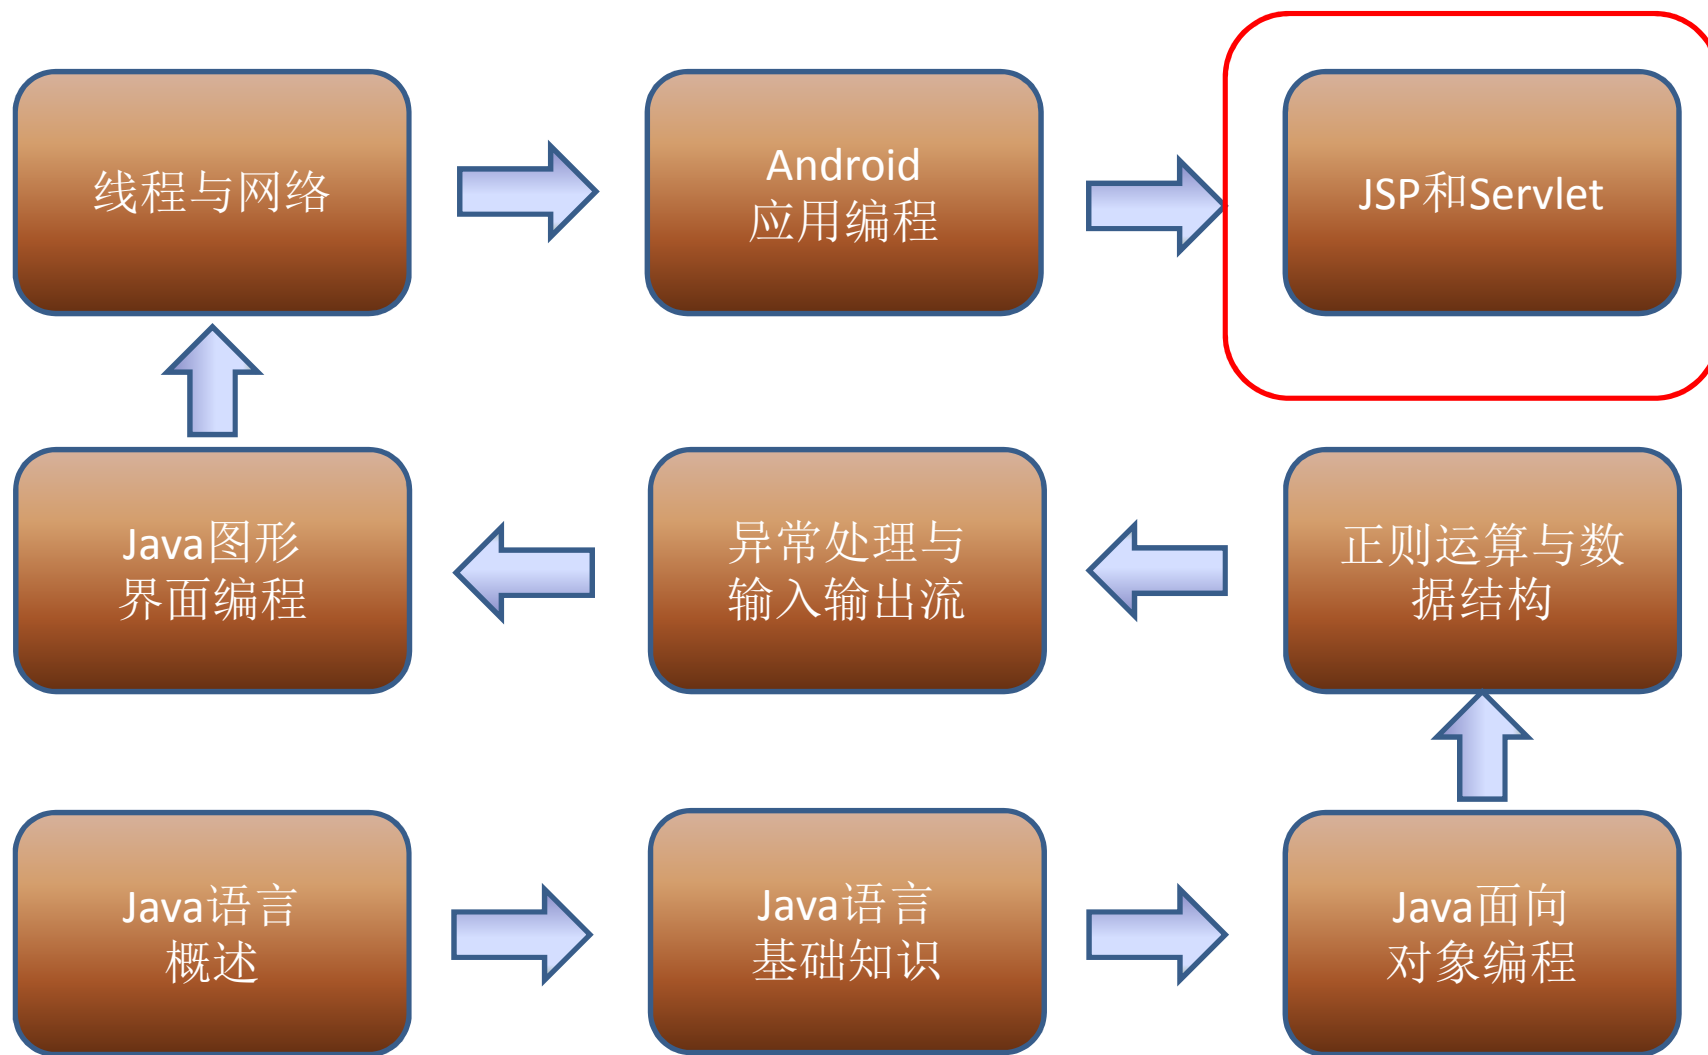 线程与网络
Android
应用编程
JSP和Servlet
Java图形
界面编程
异常处理与
输入输出流
正则运算与数
据结构
Java语言
概述
Java语言
基础知识
Java面向
对象编程